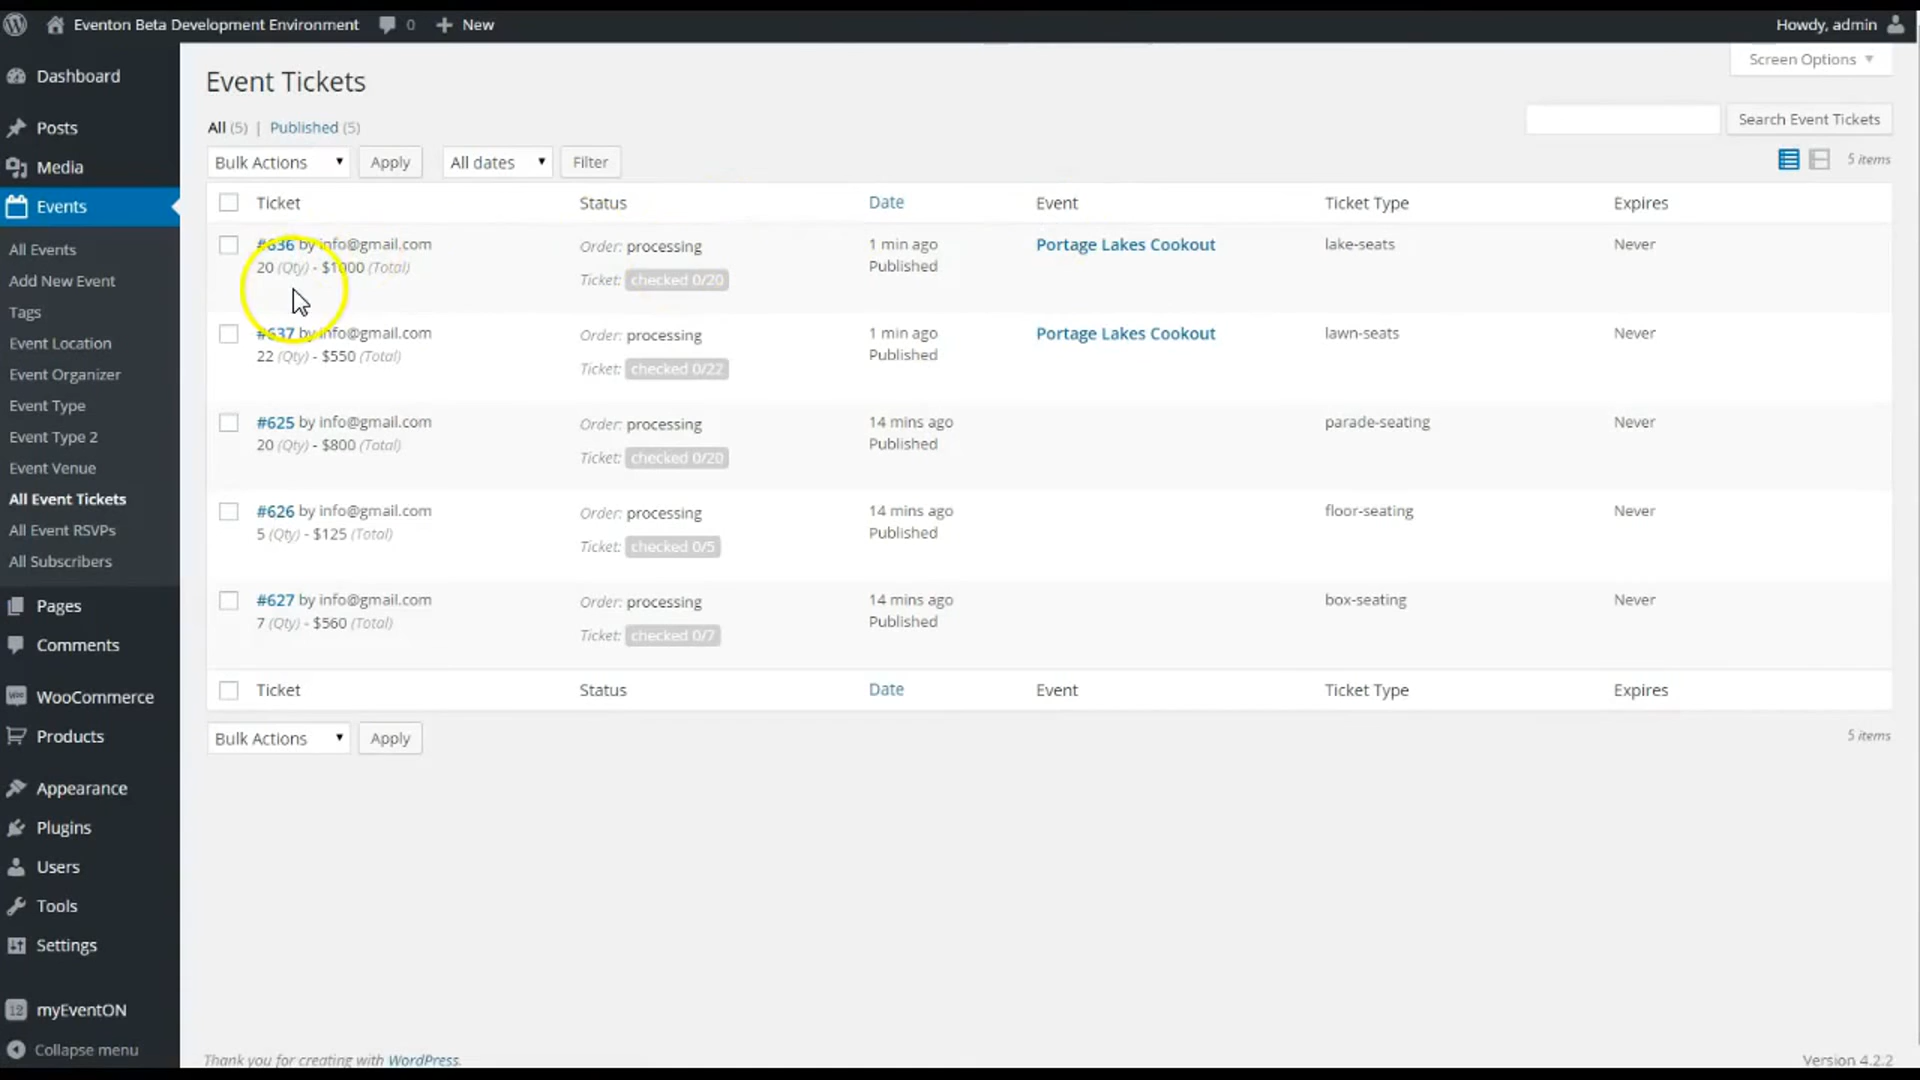 Eventon Beta Development Environment 0 New Howdy, admin
Screen Options
Dashboard
Posts
Media
Events
All Events
Add New Event
Tags
Event Location
Event Organizer
Event Type
Event Type 2
Event Venue
All Event Tickets
All Event RSVPs
All Subscribers
Pages
Comments
WooCommerce
Products
Appearance
Plugins
Users
Tools
Settings
12 myEventON
Collapse menu
Event Tickets
All (5) | Published (5)
Search Event Tickets
Bulk Actions Apply All dates Filter 5 items
Ticket Status Date Event Ticket Type Expires
#636 by info@gmail.com Order: processing 1 min ago Portage Lakes Cookout lake-seats Never
20 (Qty) - $1000 (Total) Ticket: checked 0/20 Published
#637 by info@gmail.com Order: processing 1 min ago Portage Lakes Cookout lawn-seats Never
22 (Qty) - $550 (Total) Ticket: checked 0/22 Published
#625 by info@gmail.com Order: processing 14 mins ago parade-seating Never
20 (Qty) - $800 (Total) Ticket: checked 0/20 Published
#626 by info@gmail.com Order: processing 14 mins ago floor-seating Never
5 (Qty) - $125 (Total) Ticket: checked 0/5 Published
#627 by info@gmail.com Order: processing 14 mins ago box-seating Never
7 (Qty) - $560 (Total) Ticket: checked 0/7 Published
Ticket Status Date Event Ticket Type Expires
Bulk Actions Apply 5 items
Thank you for creating with WordPress. Version 4.2.2